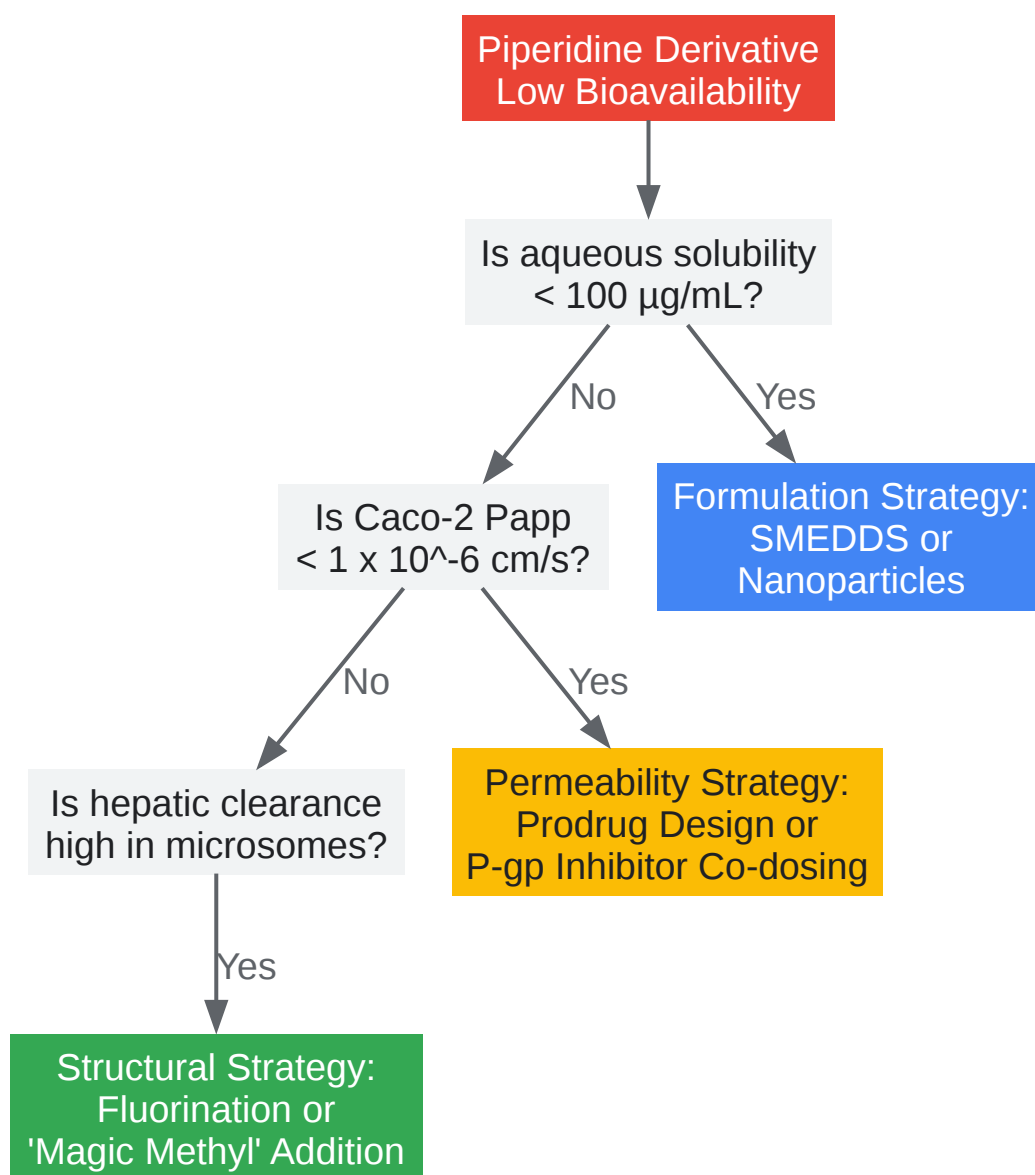 Piperidine Derivative
Low Bioavailability
Is aqueous solubility
< 100 µg/mL?
No
Yes
Formulation Strategy:
SMEDDS or
Nanoparticles
Is Caco-2 Papp
< 1 x 10^-6 cm/s?
No
Yes
Permeability Strategy:
Prodrug Design or
P-gp Inhibitor Co-dosing
Is hepatic clearance
high in microsomes?
Yes
Structural Strategy:
Fluorination or
'Magic Methyl' Addition